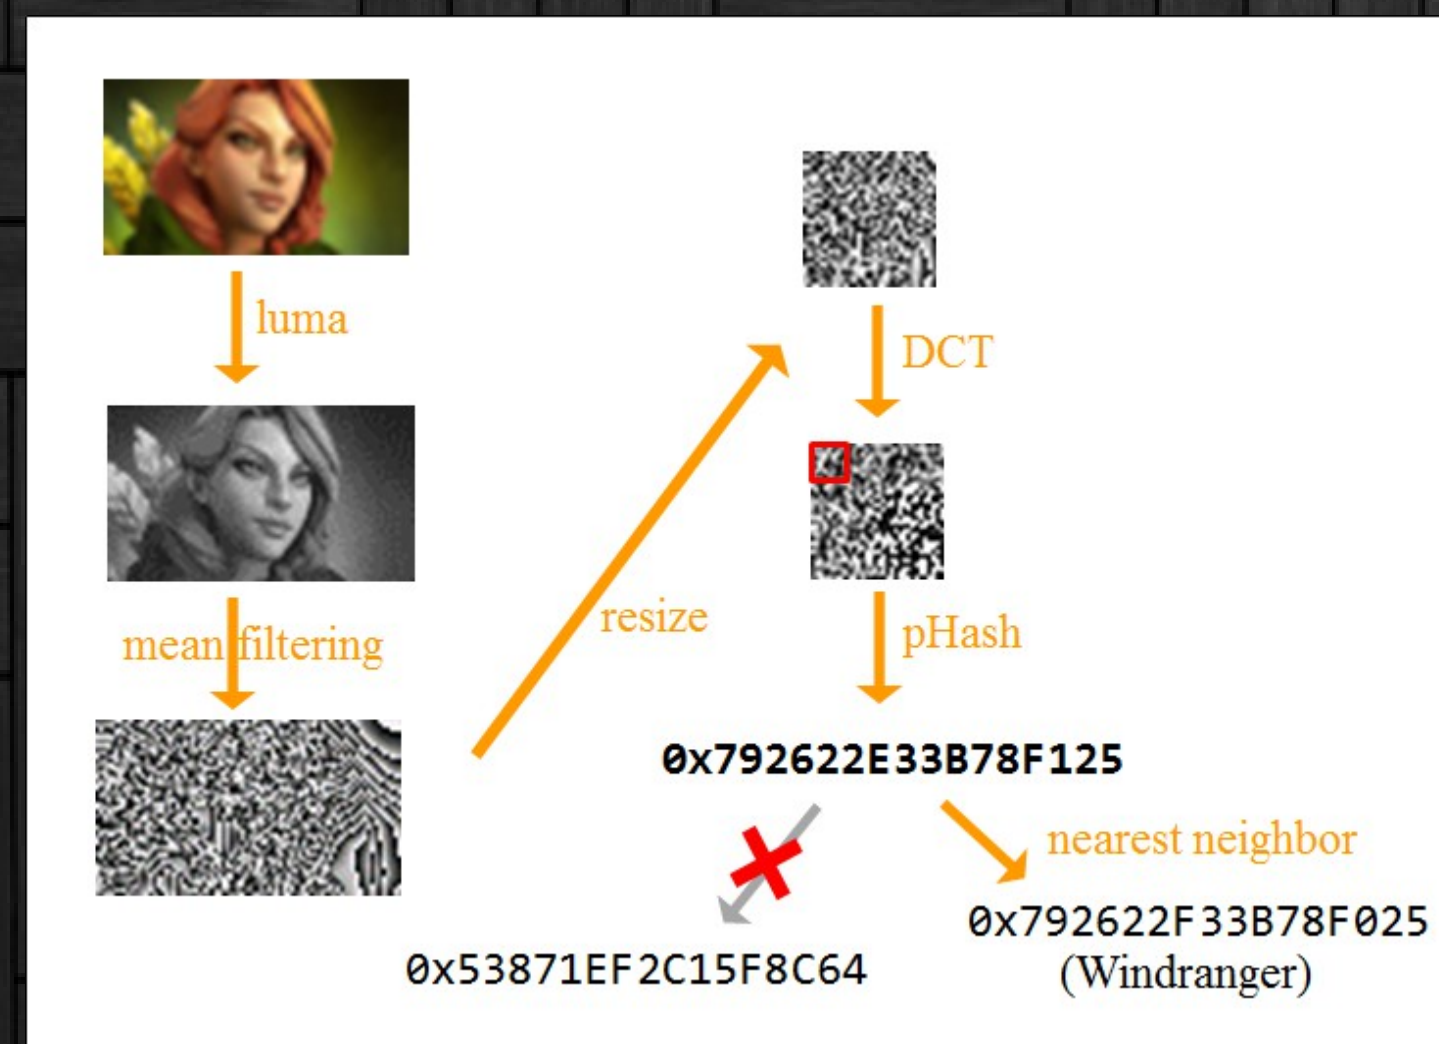 luma
mean filtering
resize
DCT
pHash
0x792622E33B78F125
nearest neighbor
0x792622F33B78F025
(Windranger)
0x53871EF2C15F8C64